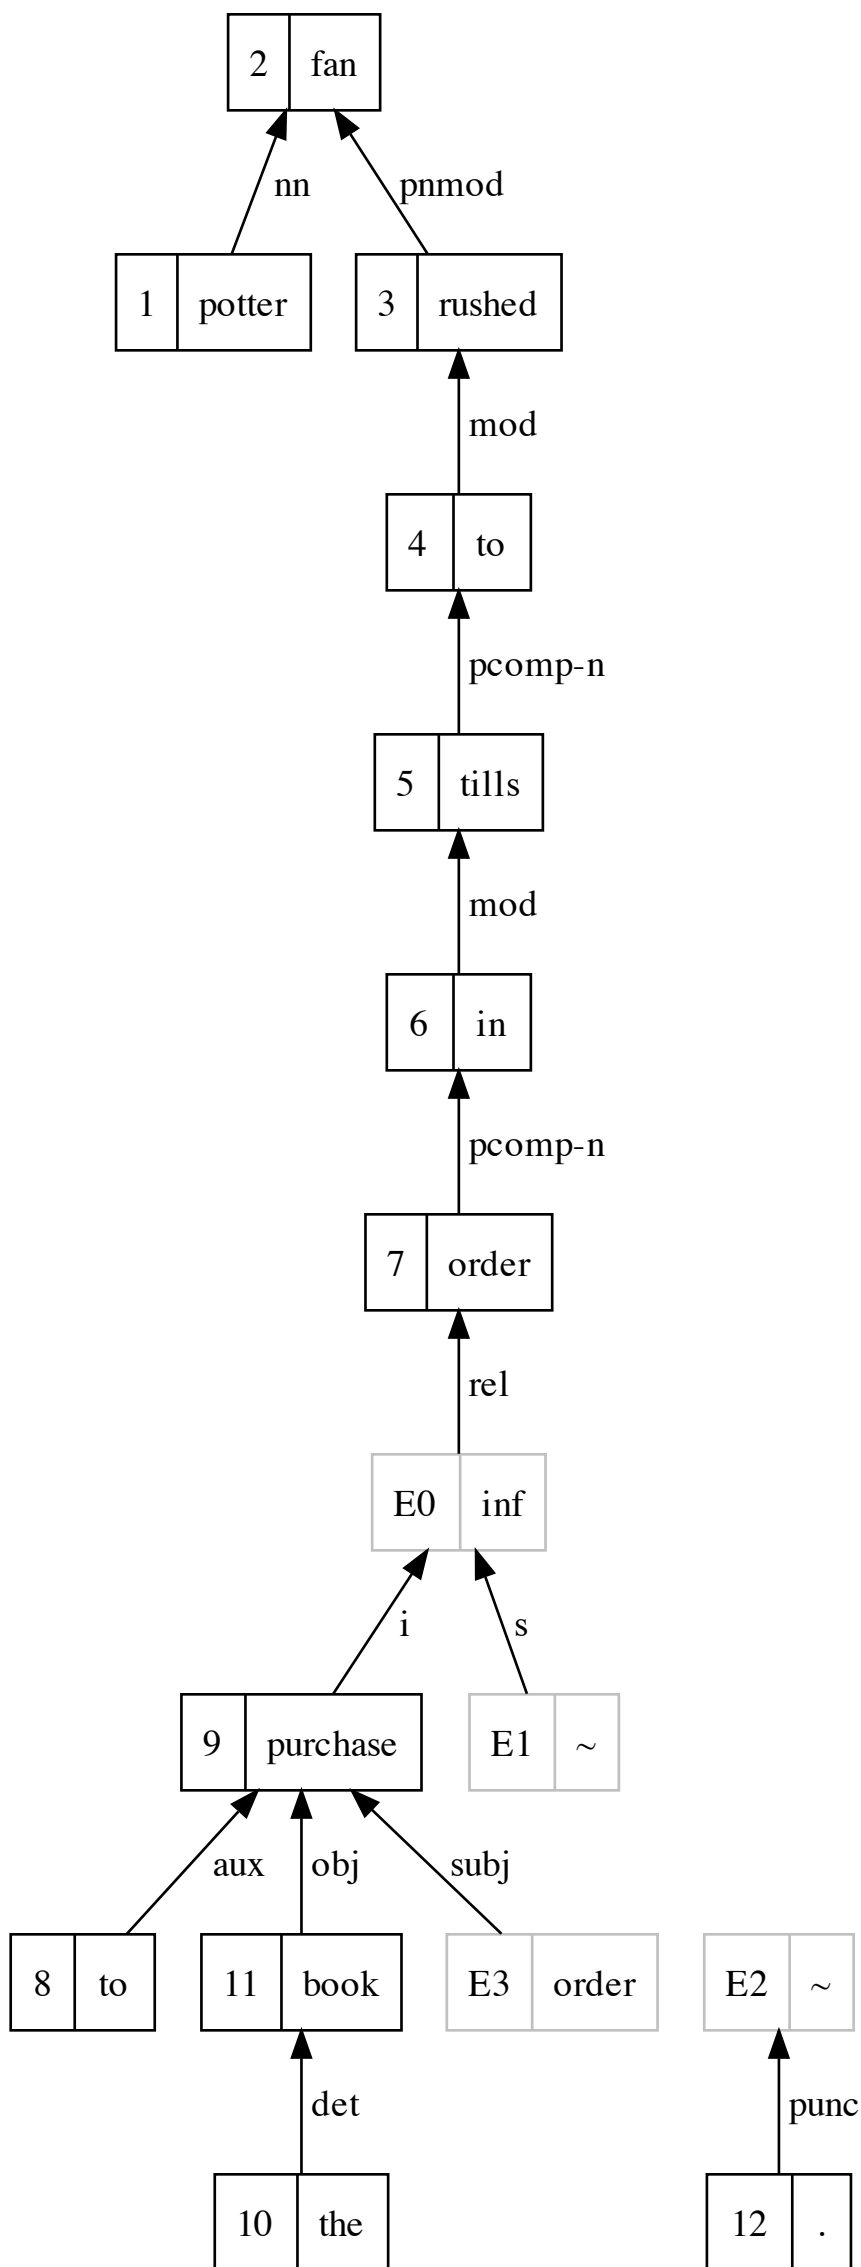 2 fan
nn pnmod
1 potter 3 rushed
mod
4 to
pcomp-n
5 tills
mod
6 in
pcomp-n
7 order
rel
E0 inf
i s
9 purchase E1 ~
aux obj subj
8 to 11 book E3 order E2 ~
det punc
10 the 12 .